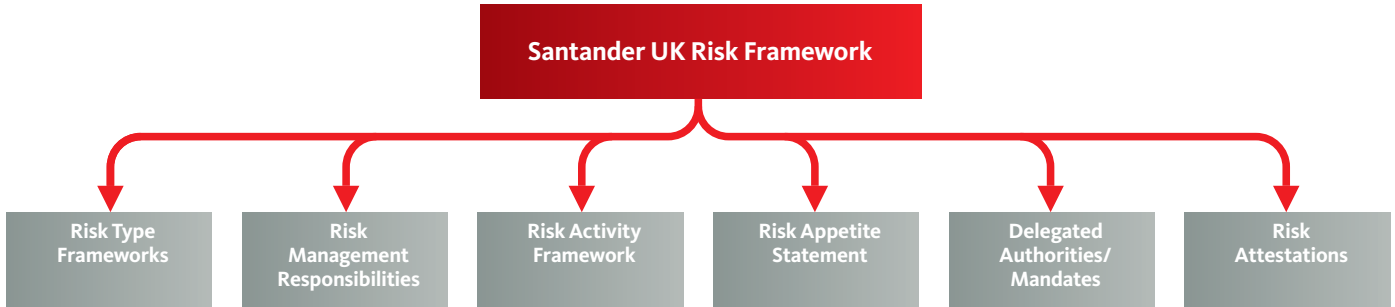 Santander UK Risk Framework
Risk Type
Frameworks
Risk
Management
Responsibilities
Risk Activity
Framework
Risk Appetite
Statement
Delegated
Authorities/
Mandates
Risk
Attestations